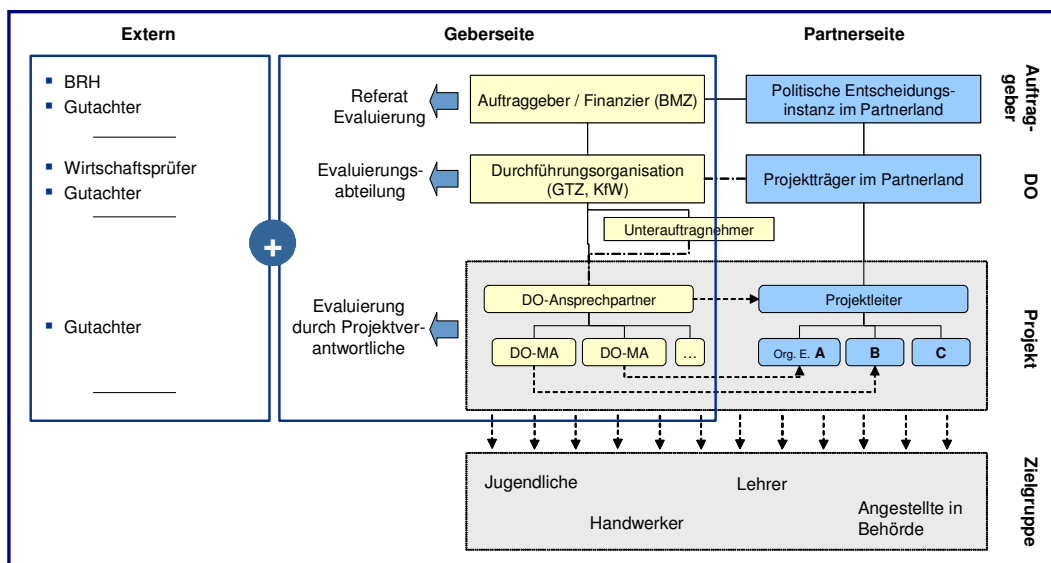 Extern
Geberseite
Partnerseite
BRH
Gutachter
Wirtschaftsprüfer
Gutachter
Gutachter
+
Referat
Evaluierung
Evaluierungs-
abteilung
Evaluierung
durch Projektver-
antwortliche
Auftraggeber / Finanzier (BMZ)
Durchführungsorganisation
(GTZ, KfW)
Unterauftragnehmer
DO-Ansprechpartner
DO-MA
DO-MA
...
Politische Entscheidungs-
instanz im Partnerland
Projektträger im Partnerland
Projektleiter
Org. E. A
B
C
Auftrag-
geber
DO
Projekt
Zielgruppe
Jugendliche
Lehrer
Handwerker
Angestellte in
Behörde